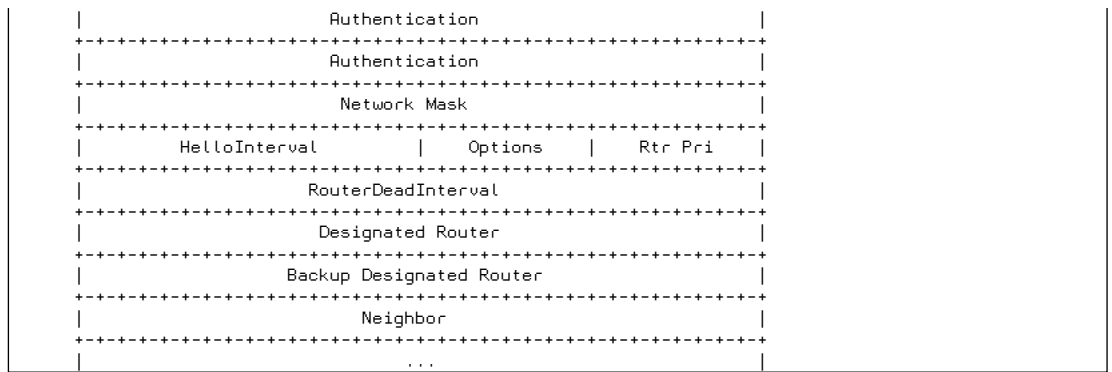 |                       Authentication                          |
+-+-+-+-+-+-+-+-+-+-+-+-+-+-+-+-+-+-+-+-+-+-+-+-+-+-+-+-+-+-+-+-+
|                       Authentication                          |
+-+-+-+-+-+-+-+-+-+-+-+-+-+-+-+-+-+-+-+-+-+-+-+-+-+-+-+-+-+-+-+-+
|                        Network Mask                           |
+-+-+-+-+-+-+-+-+-+-+-+-+-+-+-+-+-+-+-+-+-+-+-+-+-+-+-+-+-+-+-+-+
|         HelloInterval         |    Options    |    Rtr Pri    |
+-+-+-+-+-+-+-+-+-+-+-+-+-+-+-+-+-+-+-+-+-+-+-+-+-+-+-+-+-+-+-+-+
|                     RouterDeadInterval                        |
+-+-+-+-+-+-+-+-+-+-+-+-+-+-+-+-+-+-+-+-+-+-+-+-+-+-+-+-+-+-+-+-+
|                      Designated Router                        |
+-+-+-+-+-+-+-+-+-+-+-+-+-+-+-+-+-+-+-+-+-+-+-+-+-+-+-+-+-+-+-+-+
|                   Backup Designated Router                    |
+-+-+-+-+-+-+-+-+-+-+-+-+-+-+-+-+-+-+-+-+-+-+-+-+-+-+-+-+-+-+-+-+
|                          Neighbor                             |
+-+-+-+-+-+-+-+-+-+-+-+-+-+-+-+-+-+-+-+-+-+-+-+-+-+-+-+-+-+-+-+-+
|                              ...                              |